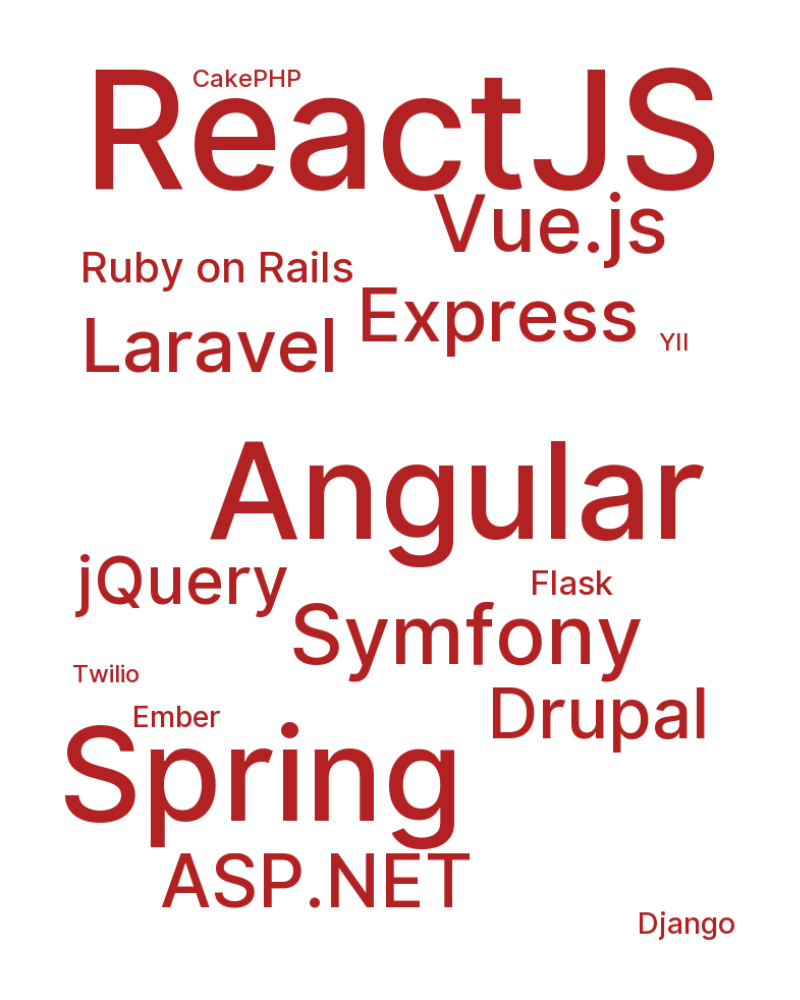 CakePHP
ReactJS
Vue.js
Ruby on Rails
Express
Laravel
YII
Angular
jQuery
Flask
Symfony
Twilio
Drupal
Ember
Spring
ASP.NET
Django